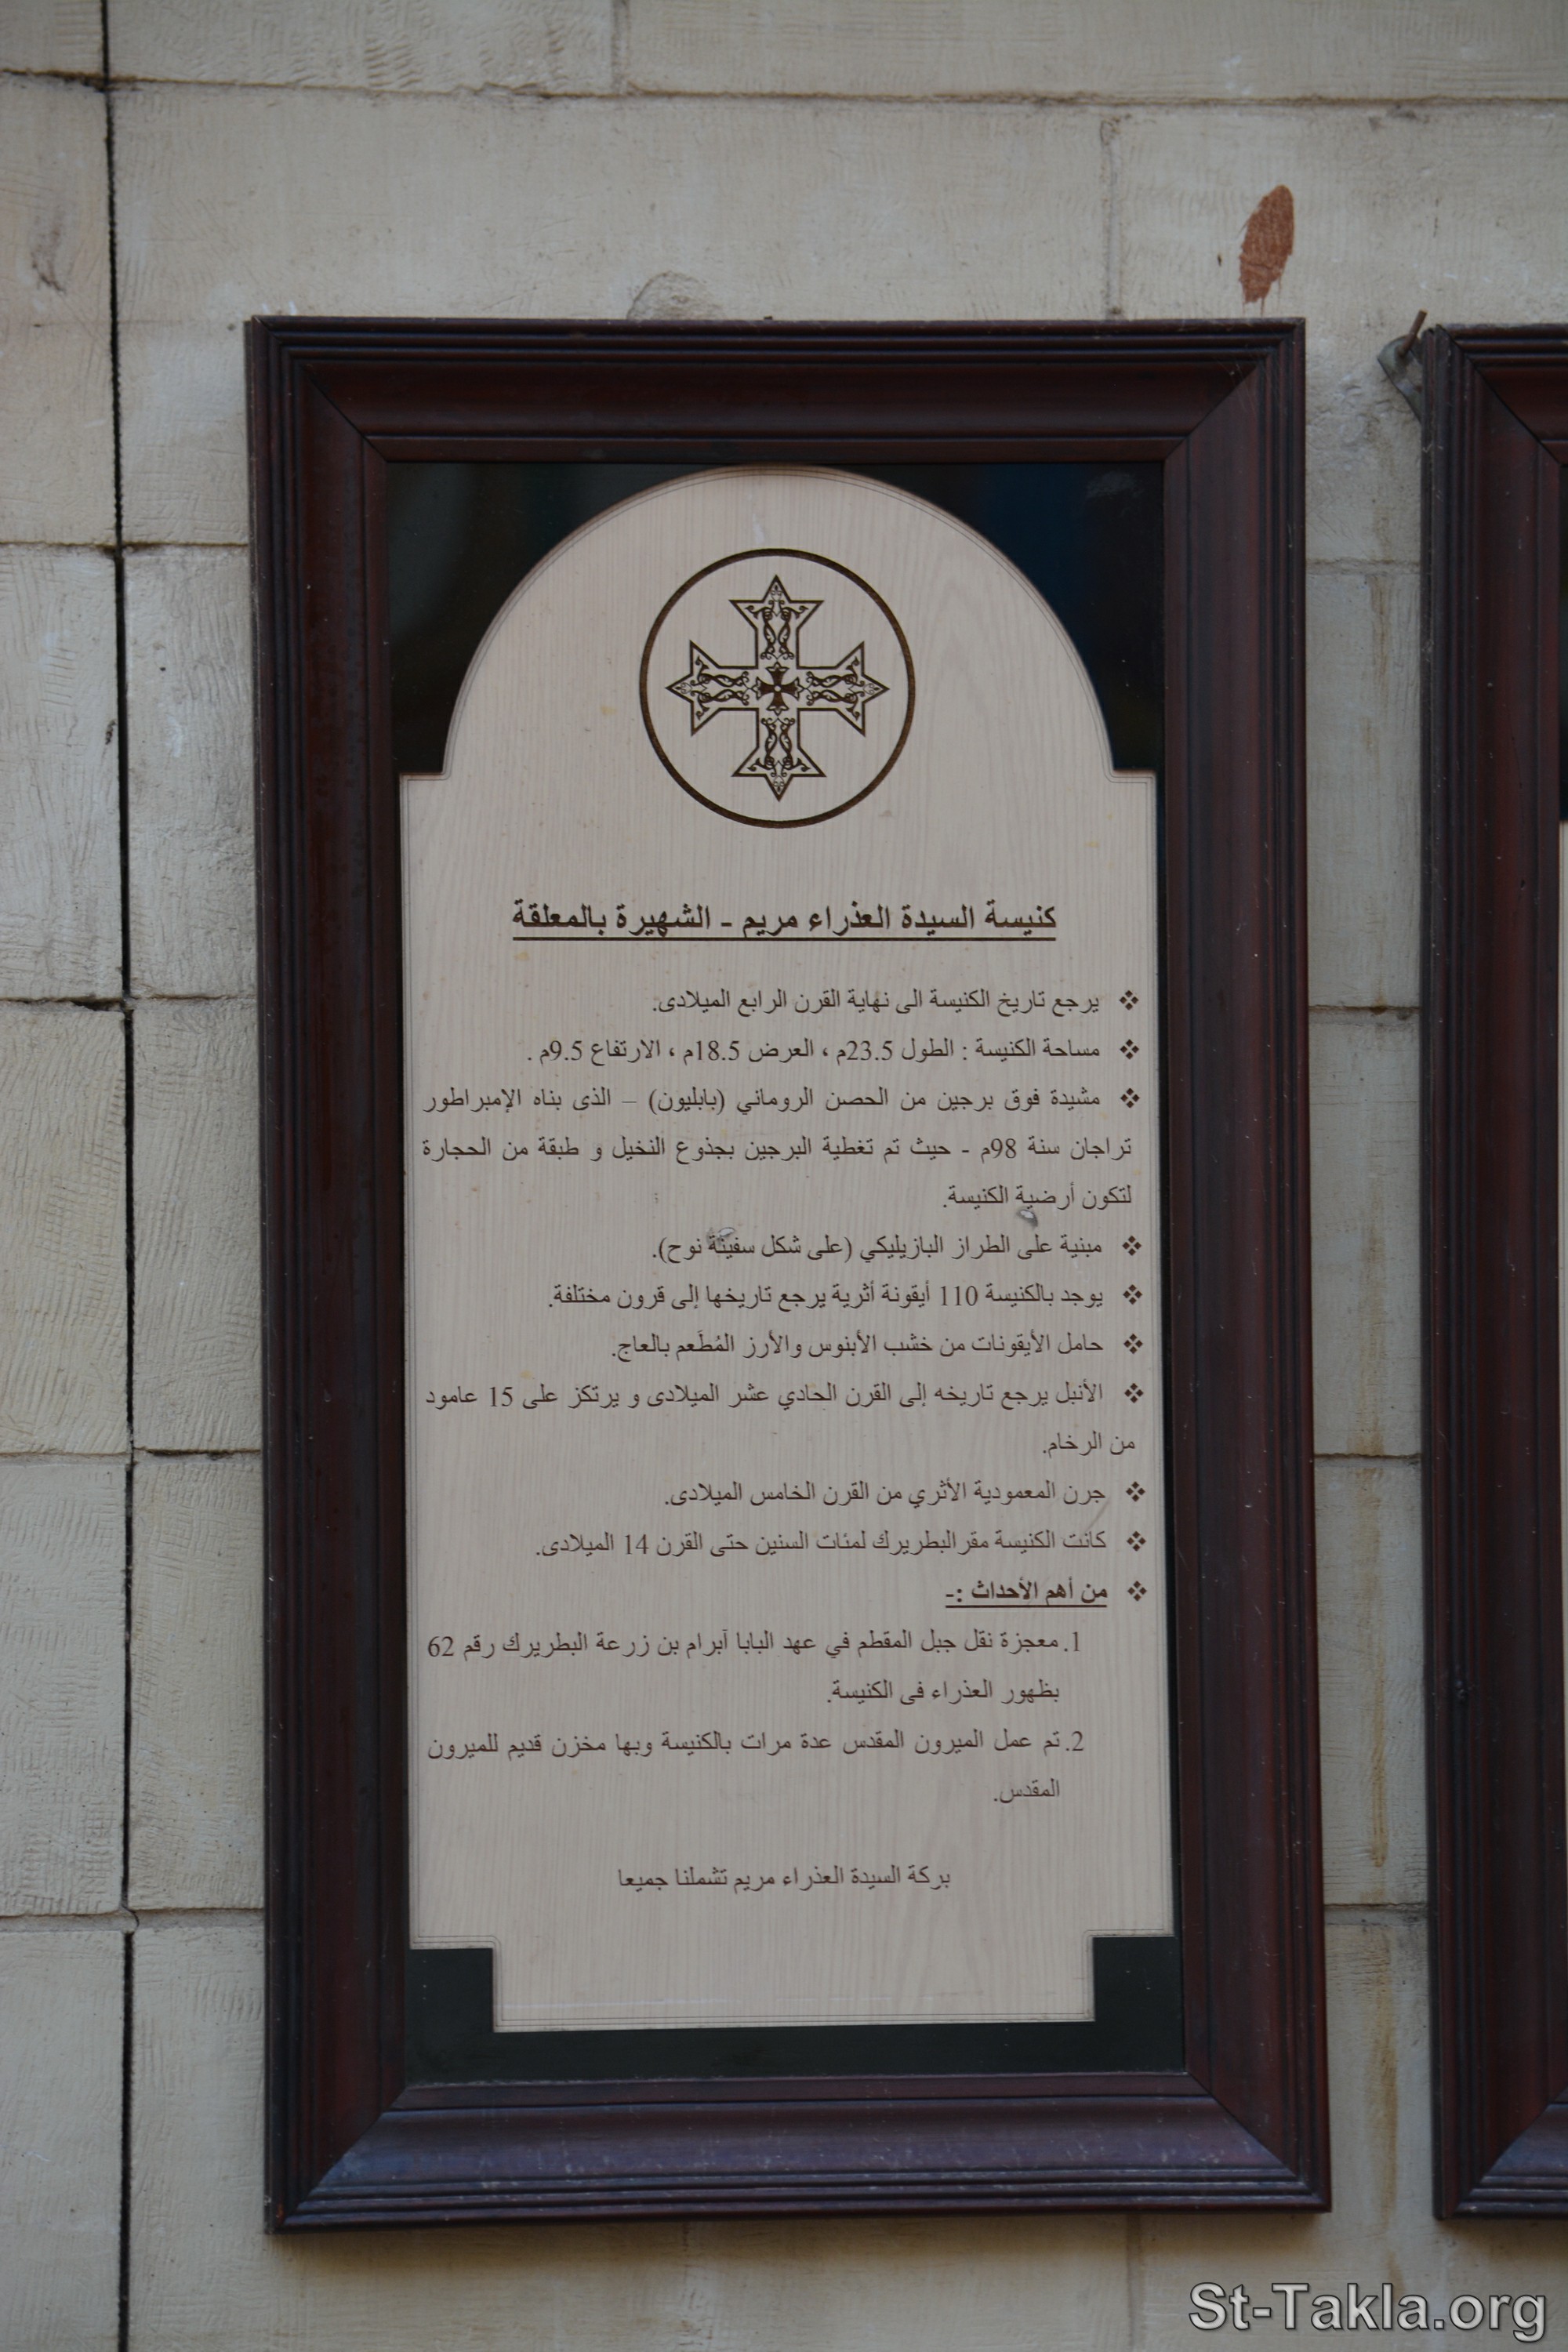 كنيسة السيدة العذراء مريم - الشهيرة بالمعلقة
❖ يرجع تاريخ الكنيسة الى نهاية القرن الرابع الميلادى.
❖ مساحة الكنيسة : الطول 23.5م ، العرض 18.5م ، الارتفاع 9.5م .
❖ مشيدة فوق برجين من الحصن الروماني (بابليون) – الذى بناه الإمبراطور
تراجان سنة 98م - حيث تم تغطية البرجين بجذوع النخيل و طبقة من الحجارة
لتكون أرضية الكنيسة.
❖ مبنية على الطراز البازيليكي (على شكل سفينة نوح).
❖ يوجد بالكنيسة 110 أيقونة أثرية يرجع تاريخها إلى قرون مختلفة.
❖ حامل الأيقونات من خشب الأبنوس والأرز المُطَعم بالعاج.
❖ الأنبل يرجع تاريخه إلى القرن الحادي عشر الميلادى و يرتكز على 15 عامود
من الرخام.
❖ جرن المعمودية الأثري من القرن الخامس الميلادى.
❖ كانت الكنيسة مقرالبطريرك لمئات السنين حتى القرن 14 الميلادى.
❖ من أهم الأحداث :-
1. معجزة نقل جبل المقطم في عهد البابا آبرام بن زرعة البطريرك رقم 62
بظهور العذراء فى الكنيسة.
2. تم عمل الميرون المقدس عدة مرات بالكنيسة وبها مخزن قديم للميرون
المقدس.
بركة السيدة العذراء مريم تشملنا جميعا
St-Takla.org